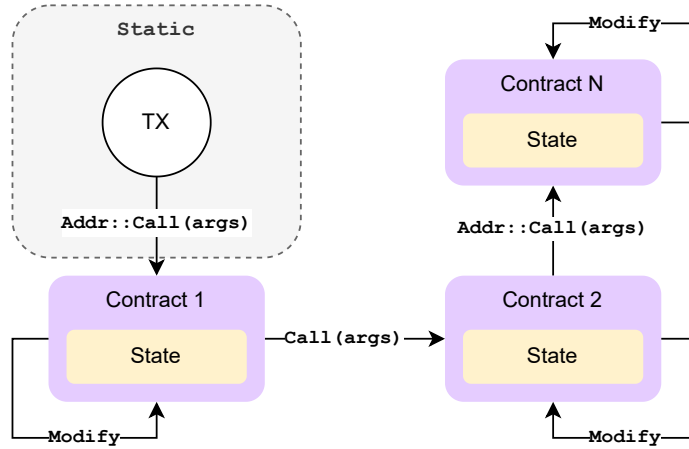 Static
TX
Addr::Call(args)
Contract 1
State
Modify
Call(args)
Contract 2
State
Modify
Addr::Call(args)
Contract N
State
Modify